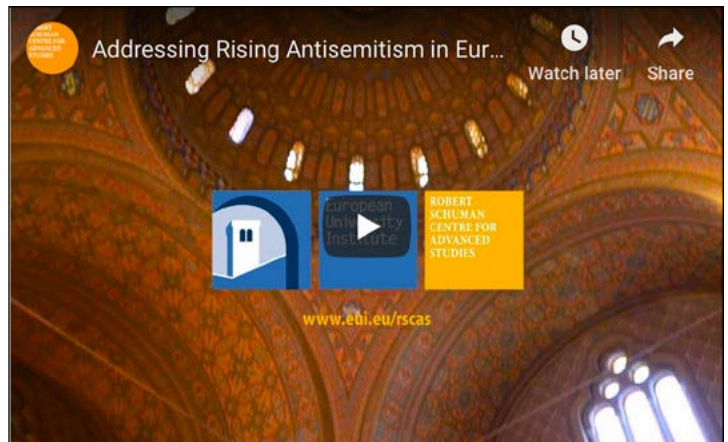 ROBERT
SCHUMAN
CENTRE FOR
ADVANCED
STUDIES
Addressing Rising Antisemitism in Eur...
Watch later
Share
European
University
Institute
ROBERT
SCHUMAN
CENTRE FOR
ADVANCED
STUDIES
www.eui.eu/rscas